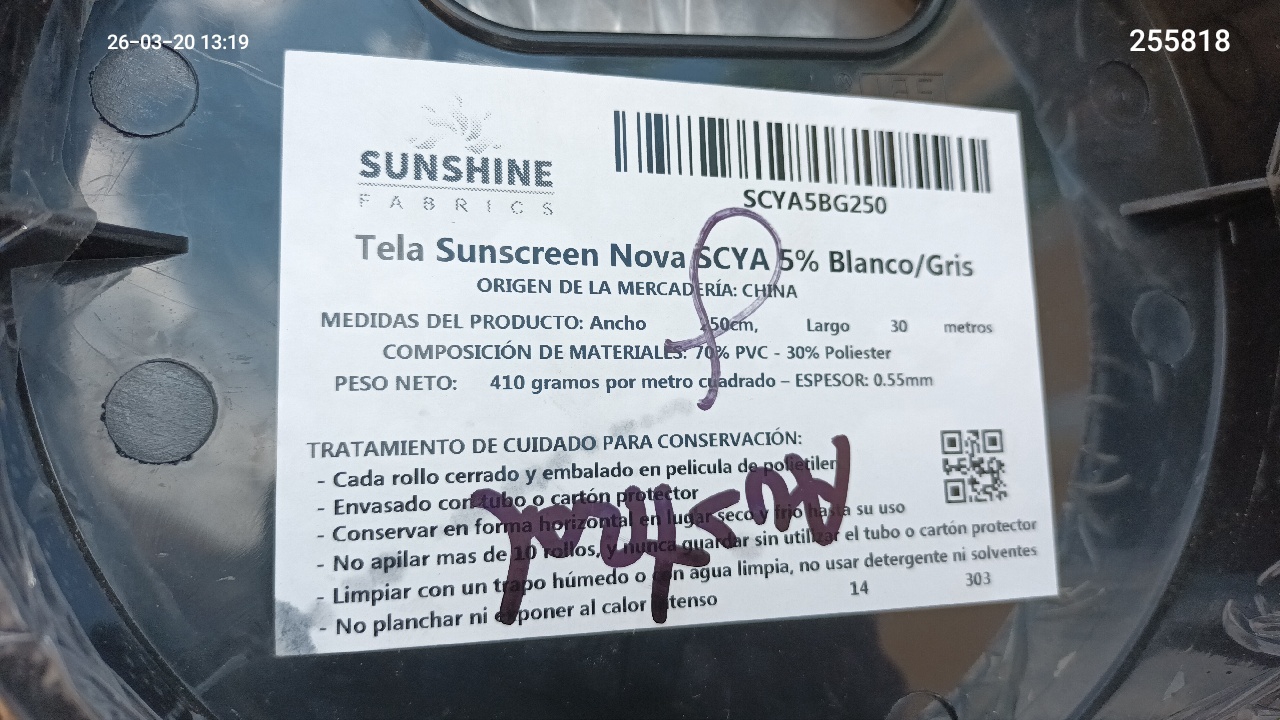 26-03-20 13:19
255818
SUNSHINE
FABRICS
SCYA5BG250
Tela Sunscreen Nova SCYA 5% Blanco/Gris
ORIGEN DE LA MERCADERÍA: CHINA
MEDIDAS DEL PRODUCTO: Ancho 250cm, Largo 30 metros
COMPOSICIÓN DE MATERIALES: 70% PVC - 30% Poliester
PESO NETO: 410 gramos por metro cuadrado – ESPESOR: 0.55mm
TRATAMIENTO DE CUIDADO PARA CONSERVACIÓN:
- Cada rollo cerrado y embalado en pelicula de polietilen
- Envasado con tubo o cartón protector
- Conservar en forma horizontal en lugar seco y frio hasta su uso
- No apilar mas de 10 rollos, y nunca guardar sin utilizar el tubo o cartón protector
- Limpiar con un trapo húmedo o con agua limpia, no usar detergente ni solventes
- No planchar ni exponer al calor intenso
14 303